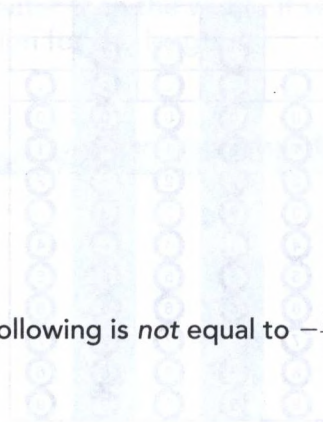 ollowing is not equal to –